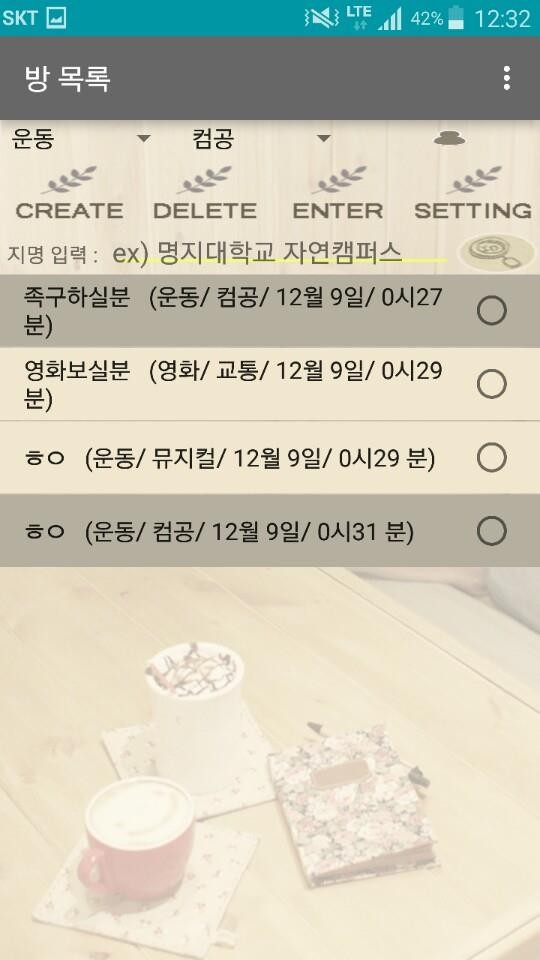 SKT LTE 42% 12:32
방 목록
운동 컴공
CREATE DELETE ENTER SETTING
지명 입력 : ex) 명지대학교 자연캠퍼스
족구하실분 (운동/ 컴공/ 12월 9일/ 0시27
분)
영화보실분 (영화/ 교통/ 12월 9일/ 0시29
분)
ㅎㅇ (운동/ 뮤지컬/ 12월 9일/ 0시29 분)
ㅎㅇ (운동/ 컴공/ 12월 9일/ 0시31 분)